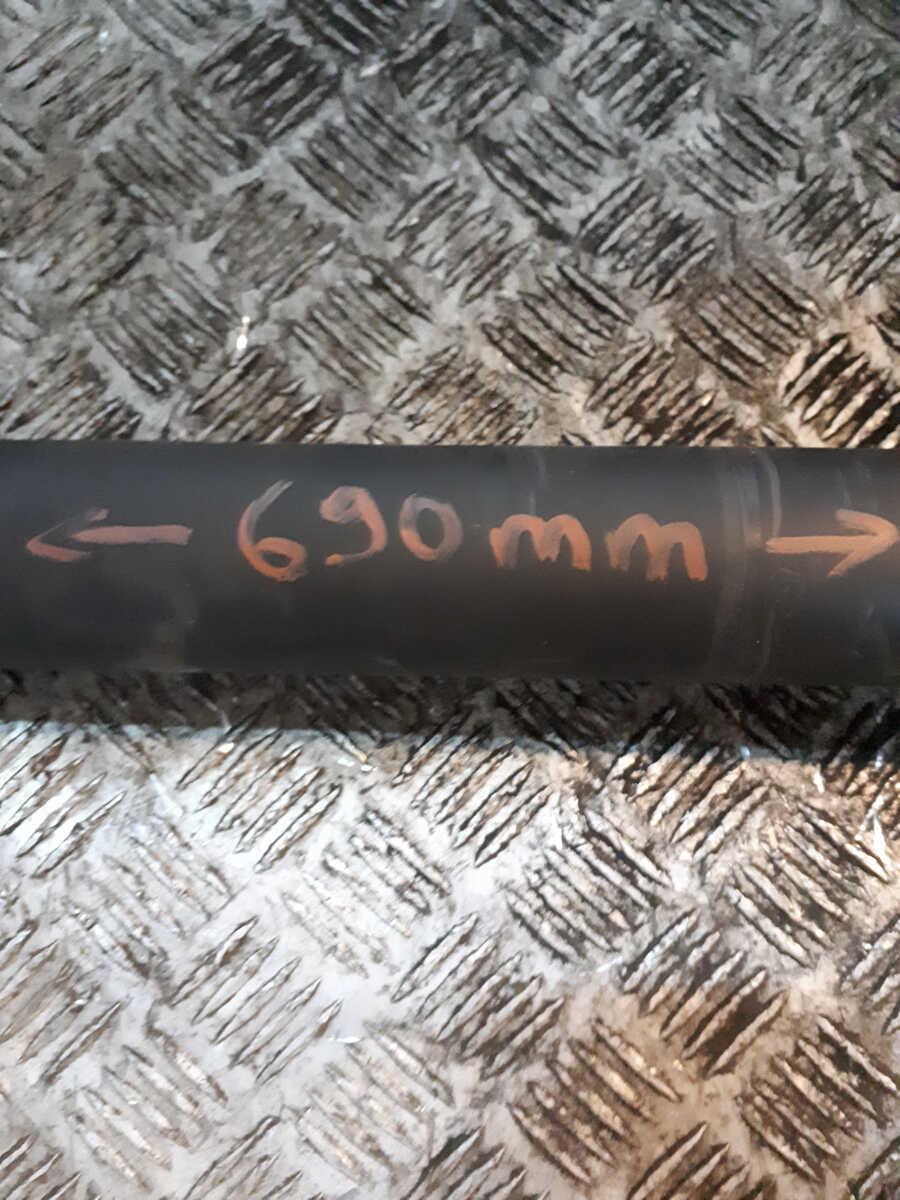 ← 690mm →